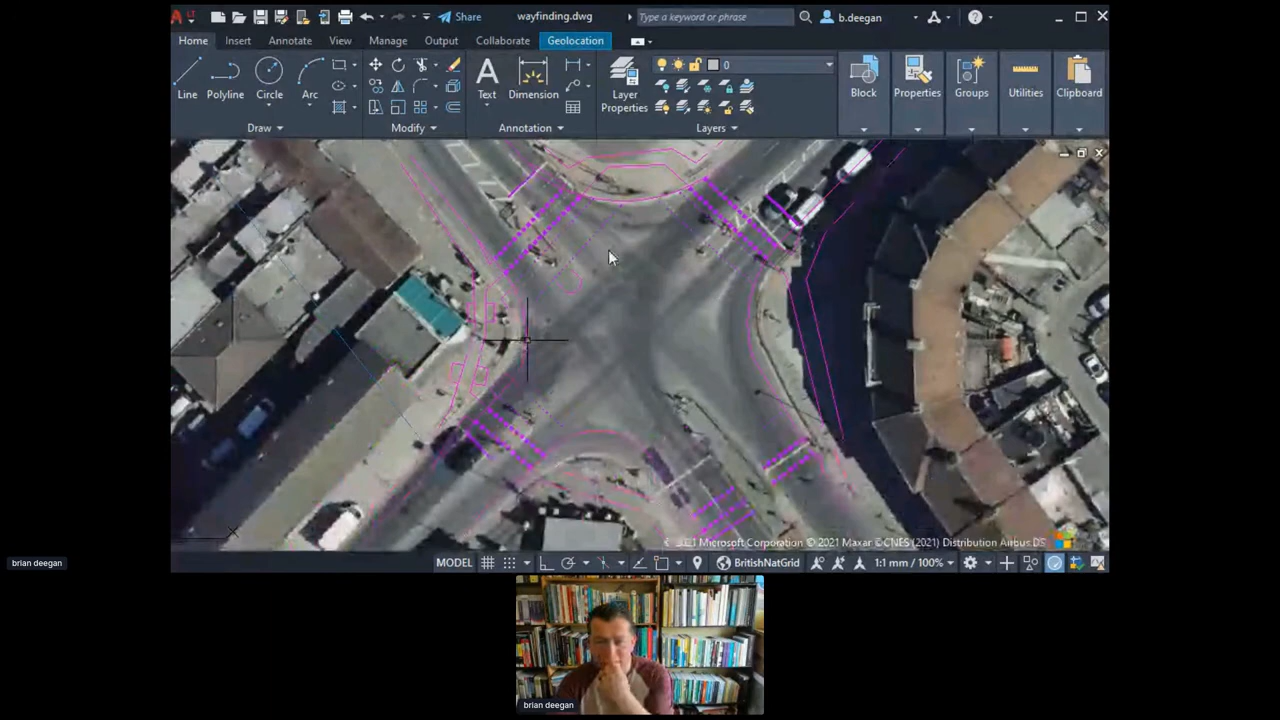 Share
wayfinding.dwg
Type a keyword or phrase
b.deegan
Home Insert Annotate View Manage Output Collaborate Geolocation
Line
Polyline
Circle
Arc
Text
Dimension
Layer
Properties
0
Block
Properties
Groups
Utilities
Clipboard
Draw
Modify
Annotation
Layers
Microsoft Corporation © 2021 Maxar ©CNES (2021) Distribution Airbus DS
MODEL
BritishNatGrid
1:1 mm / 100%
brian deegan
brian deegan